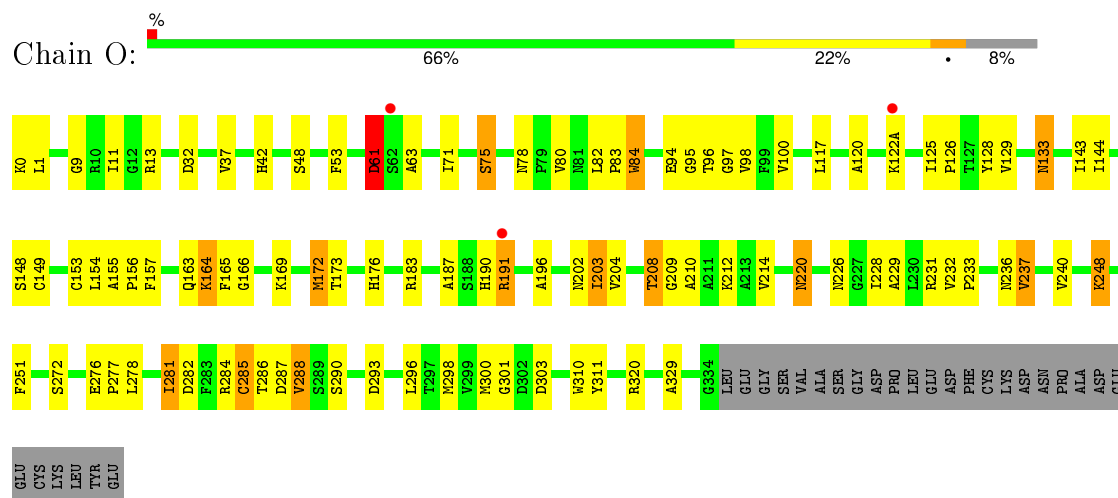 %
Chain O:
66% 22% • 8%
K0 L1 G9 R10 I11 G12 R13 D32 V37 H42 S48 F53 D61 S62 A63 I71 S75 N78 P79 V80 N81 L82 P83 W84 E94 G95 T96 G97 V98 F99 V100 L117 A120 K122A I125 P126 T127 Y128 V129 N133 I143 I144
S148 C149 C153 L154 A155 P156 F157 Q163 K164 F165 G166 K169 M172 T173 H176 R183 A187 S188 H190 R191 A196 N202 I203 V204 T208 G209 A210 A211 K212 A213 V214 N220 N226 G227 I228 A229 L230 R231 V232 P233 N236 V237 V240 K248
F251 S272 E276 P277 L278 I281 D282 F283 R284 C285 T286 D287 V288 S289 S290 D293 L296 T297 M298 V299 M300 G301 D302 D303 W310 Y311 R320 A329 G334 LEU GLU GLY SER VAL ALA SER GLY ASP PRO LEU GLU ASP PHE CYS LYS ASP ASN PRO ALA ASP
GLU CYS LYS LEU TYR GLU